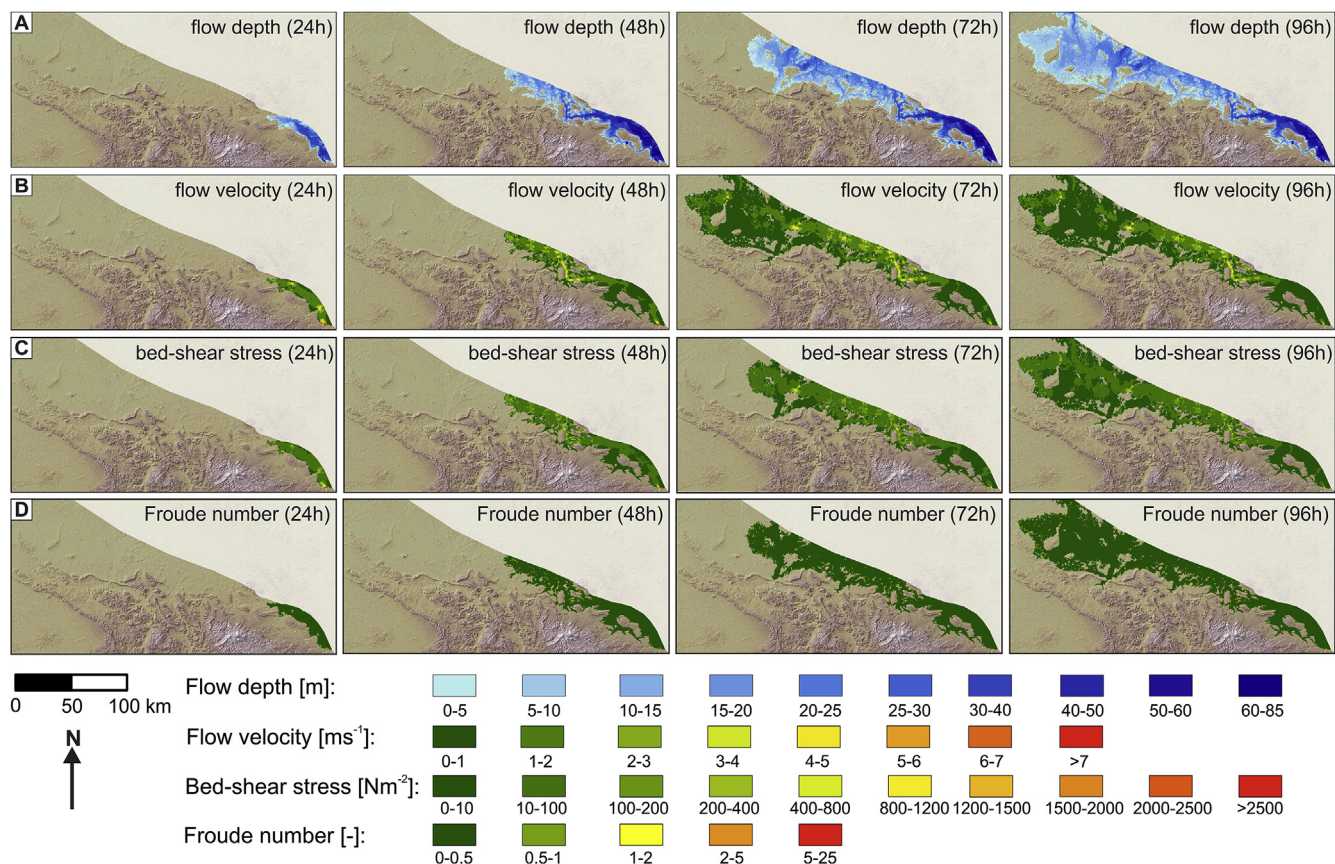 A flow depth (24h) flow depth (48h) flow depth (72h) flow depth (96h)
B flow velocity (24h) flow velocity (48h) flow velocity (72h) flow velocity (96h)
C bed-shear stress (24h) bed-shear stress (48h) bed-shear stress (72h) bed-shear stress (96h)
D Froude number (24h) Froude number (48h) Froude number (72h) Froude number (96h)
0 50 100 km
N
Flow depth [m]:
0-5 5-10 10-15 15-20 20-25 25-30 30-40 40-50 50-60 60-85
Flow velocity [ms⁻¹]:
0-1 1-2 2-3 3-4 4-5 5-6 6-7 >7
Bed-shear stress [Nm⁻²]:
0-10 10-100 100-200 200-400 400-800 800-1200 1200-1500 1500-2000 2000-2500 >2500
Froude number [-]:
0-0.5 0.5-1 1-2 2-5 5-25